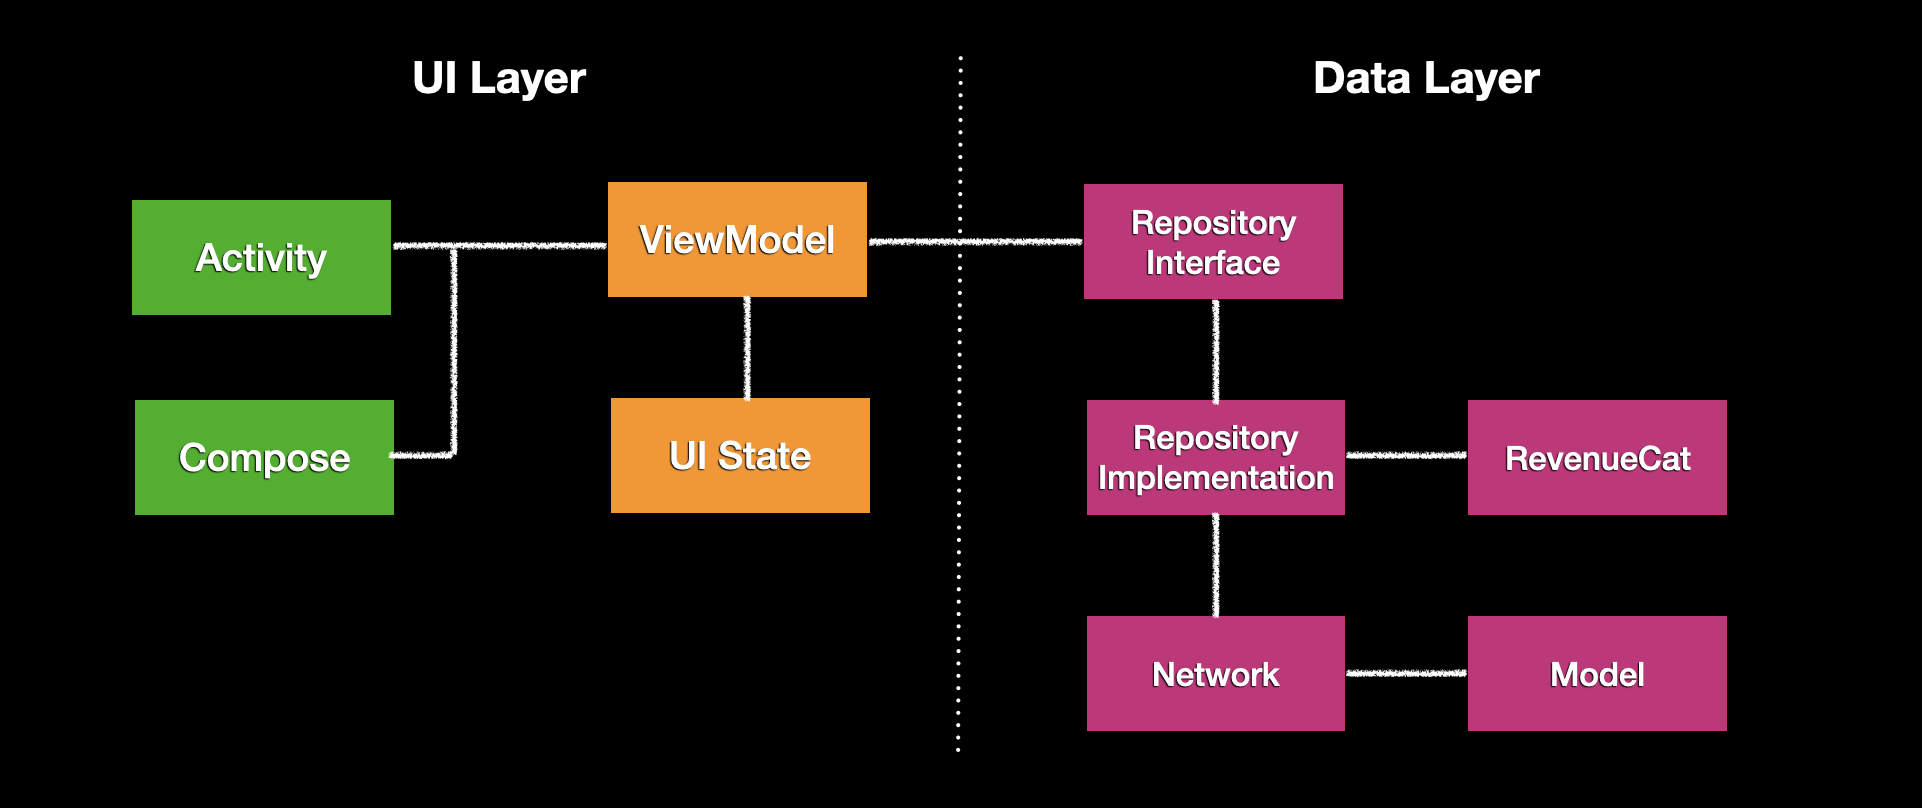 UI Layer
Data Layer
Activity
ViewModel
Repository
Interface
Compose
UI State
Repository
Implementation
RevenueCat
Network
Model